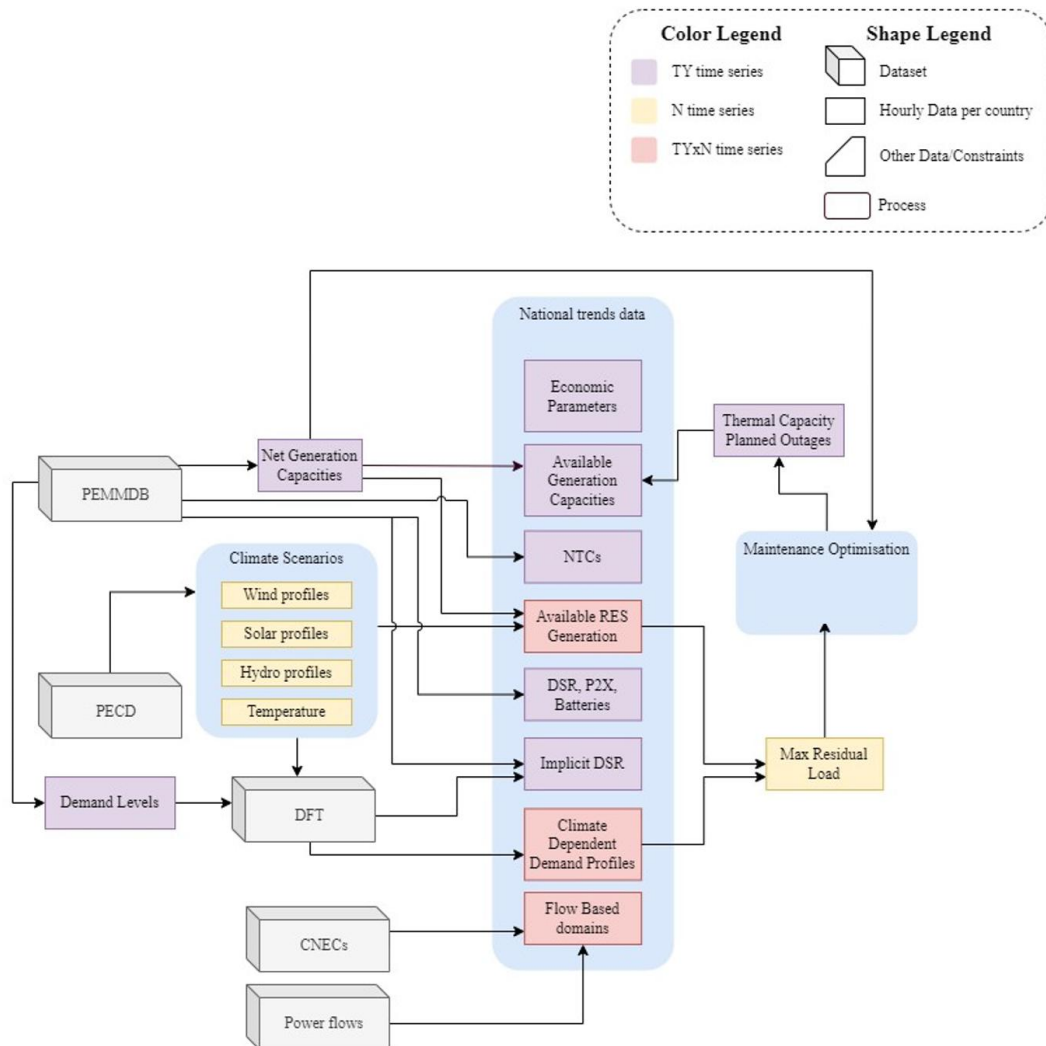 Color Legend
Shape Legend
TY time series
Dataset
N time series
Hourly Data per country
TYxN time series
Other Data/Constraints
Process
National trends data
Economic
Parameters
Thermal Capacity
Planned Outages
Net Generation
Capacities
Available
Generation
Capacities
PEMMDB
NTCs
Maintenance Optimisation
Climate Scenarios
Wind profiles
Solar profiles
Hydro profiles
Temperature
Available RES
Generation
PECD
DSR, P2X,
Batteries
Implicit DSR
Max Residual
Load
Demand Levels
DFT
Climate
Dependent
Demand Profiles
Flow Based
domains
CNECs
Power flows